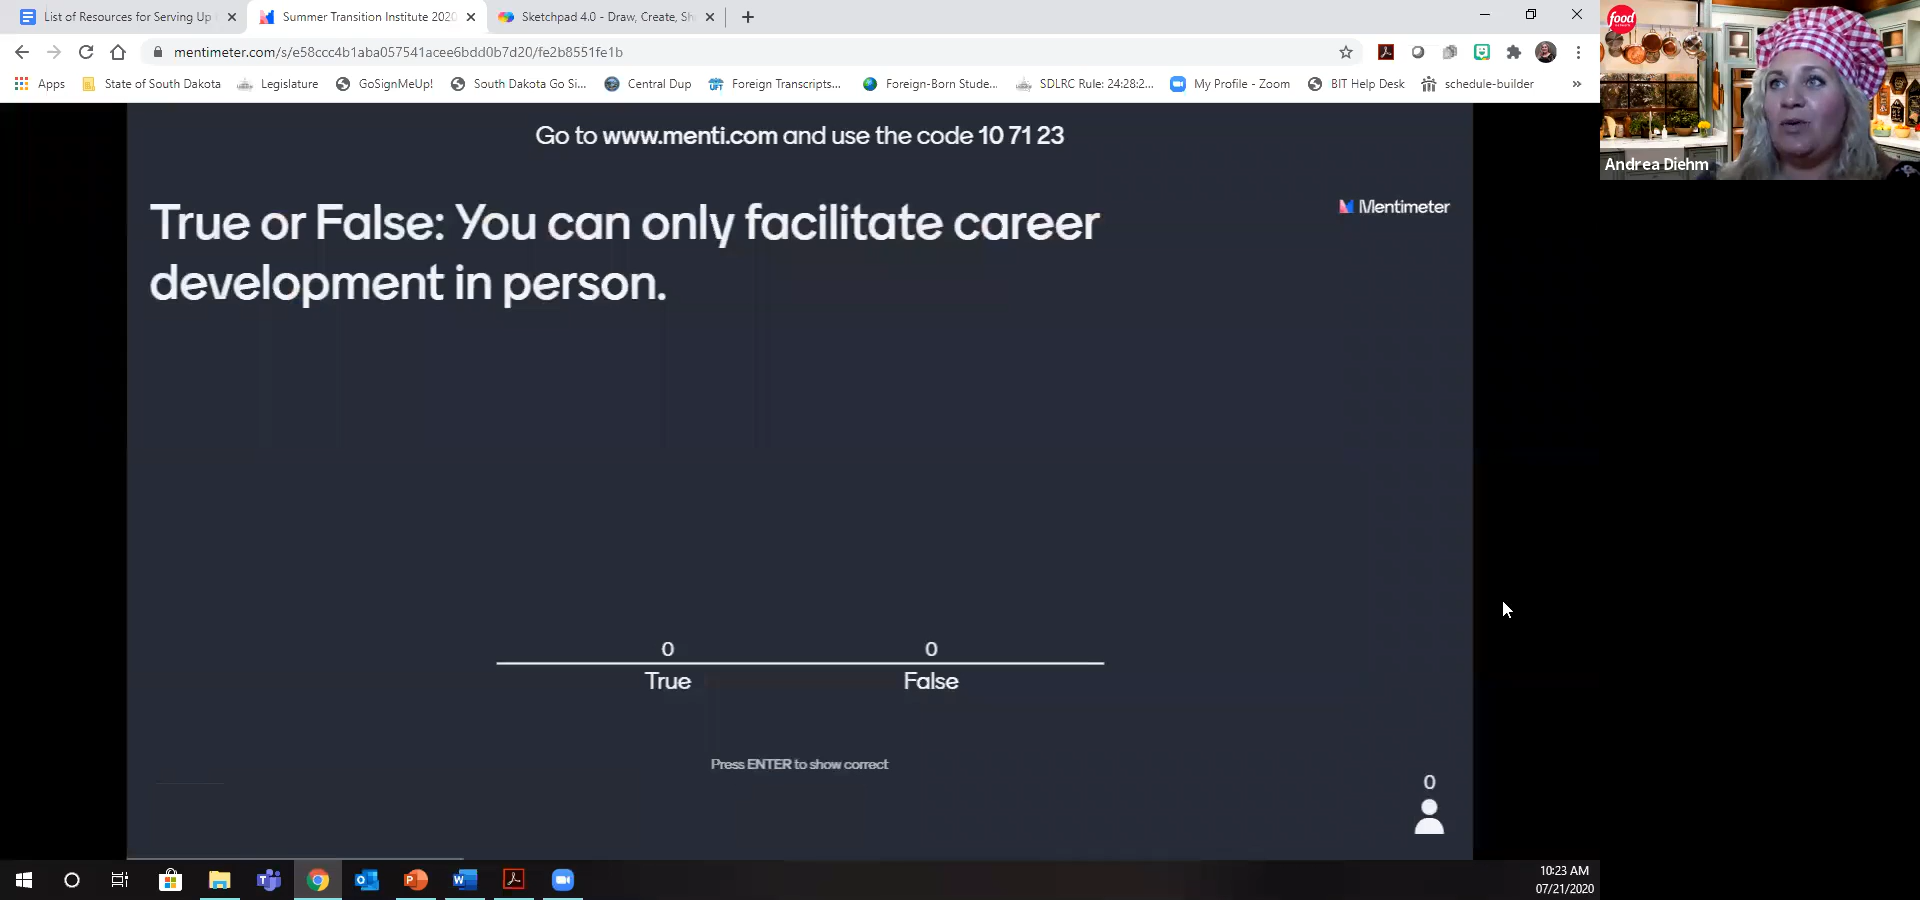 List of Resources for Serving Up
Summer Transition Institute 2020
Sketchpad 4.0 - Draw, Create, Sh
mentimeter.com/s/e58ccc4b1aba057541acee6bdd0b7d20/fe2b8551fe1b
Apps
State of South Dakota
Legislature
GoSignMeUp!
South Dakota Go Si...
Central Dup
Foreign Transcripts...
Foreign-Born Stude...
SDLRC Rule: 24:28:2...
My Profile - Zoom
BIT Help Desk
schedule-builder
food
Andrea Diehm
Go to www.menti.com and use the code 10 71 23
Mentimeter
True or False: You can only facilitate career
development in person.
0 0
True False
Press ENTER to show correct
0
10:23 AM
07/21/2020